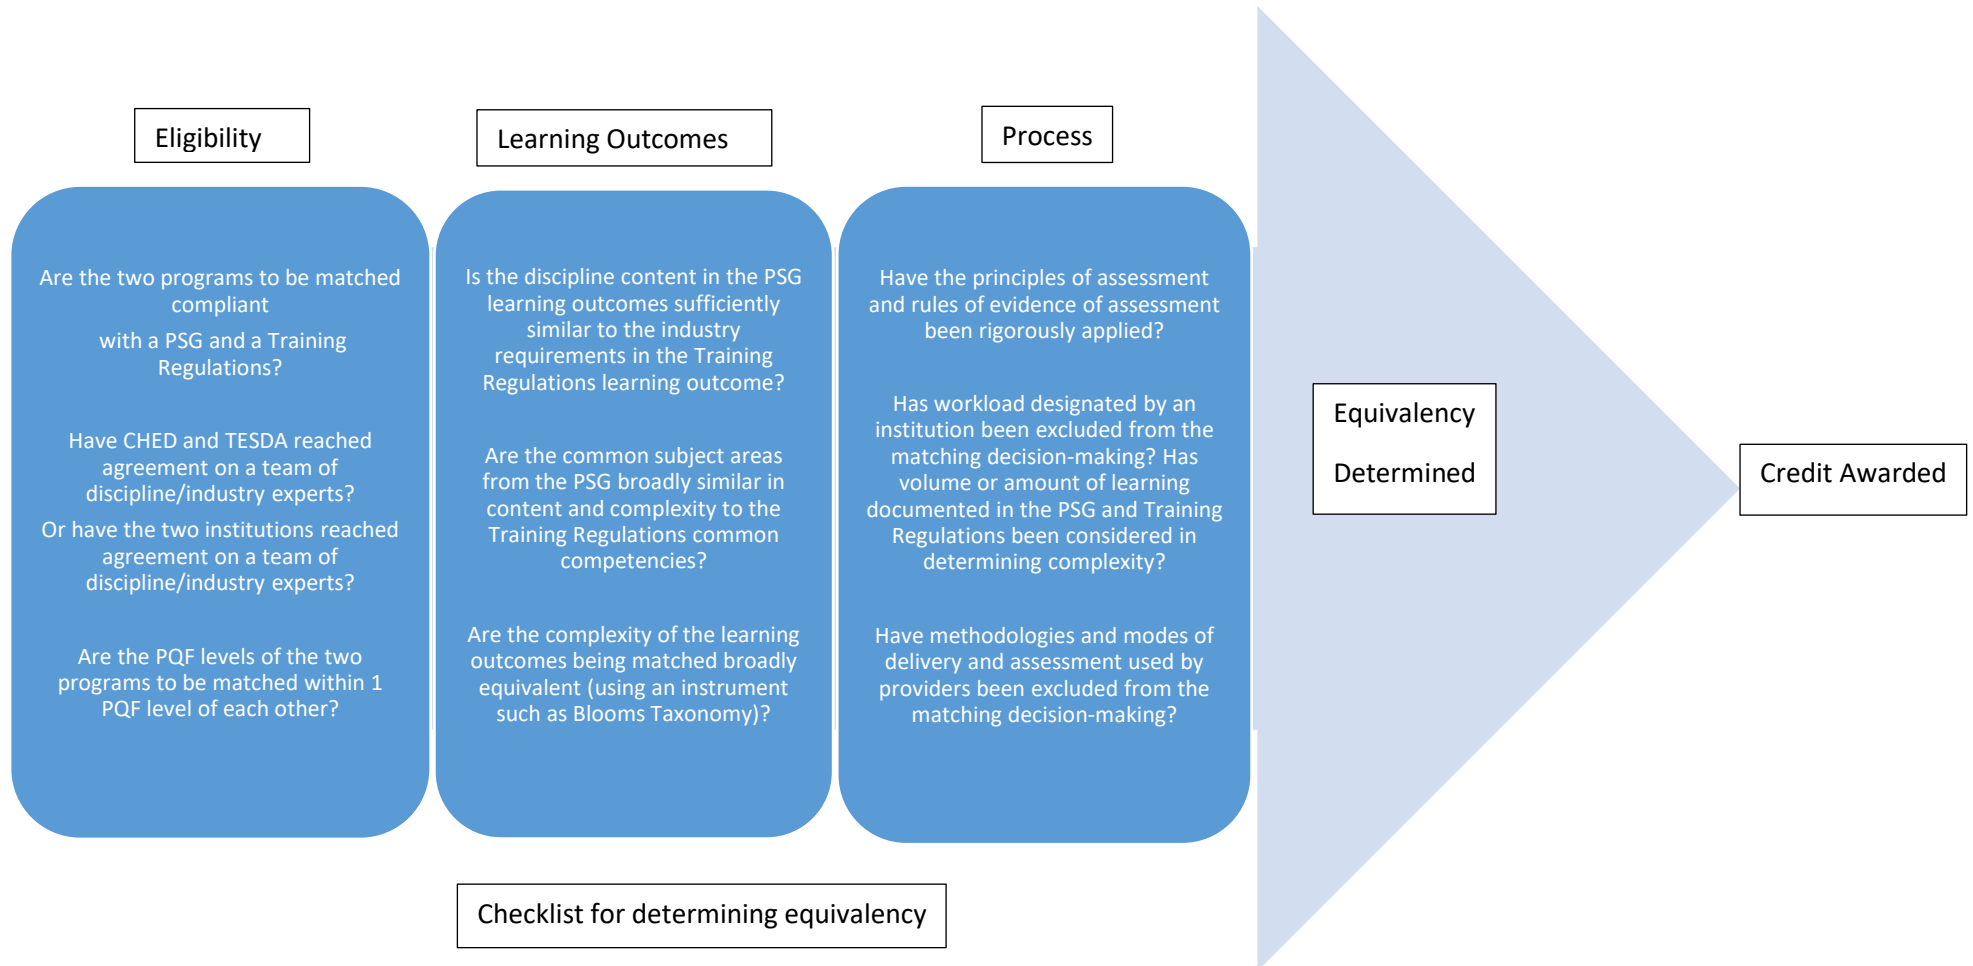 Eligibility
Are the two programs to be matched
compliant
with a PSG and a Training
Regulations?
Have CHED and TESDA reached
agreement on a team of
discipline/industry experts?
Or have the two institutions reached
agreement on a team of
discipline/industry experts?
Are the PQF levels of the two
programs to be matched within 1
PQF level of each other?
Learning Outcomes
Is the discipline content in the PSG
learning outcomes sufficiently
similar to the industry
requirements in the Training
Regulations learning outcome?
Are the common subject areas
from the PSG broadly similar in
content and complexity to the
Training Regulations common
competencies?
Are the complexity of the learning
outcomes being matched broadly
equivalent (using an instrument
such as Blooms Taxonomy)?
Process
Have the principles of assessment
and rules of evidence of assessment
been rigorously applied?
Has workload designated by an
institution been excluded from the
matching decision-making? Has
volume or amount of learning
documented in the PSG and Training
Regulations been considered in
determining complexity?
Have methodologies and modes of
delivery and assessment used by
providers been excluded from the
matching decision-making?
Equivalency
Determined
Credit Awarded
Checklist for determining equivalency